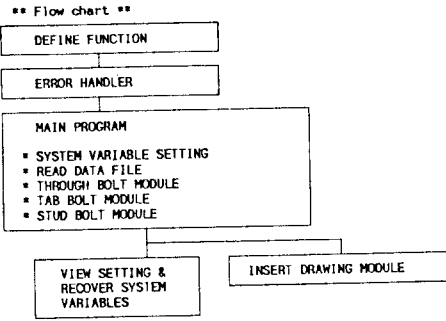 ** Flow chart **
DEFINE FUNCTION
ERROR HANDLER
MAIN PROGRAM
* SYSTEM VARIABLE SETTING
* READ DATA FILE
* THROUGH BOLT MODULE
* TAB BOLT MODULE
* STUD BOLT MODULE
VIEW SETTING &
RECOVER SYSTEM
VARIABLES
INSERT DRAWING MODULE